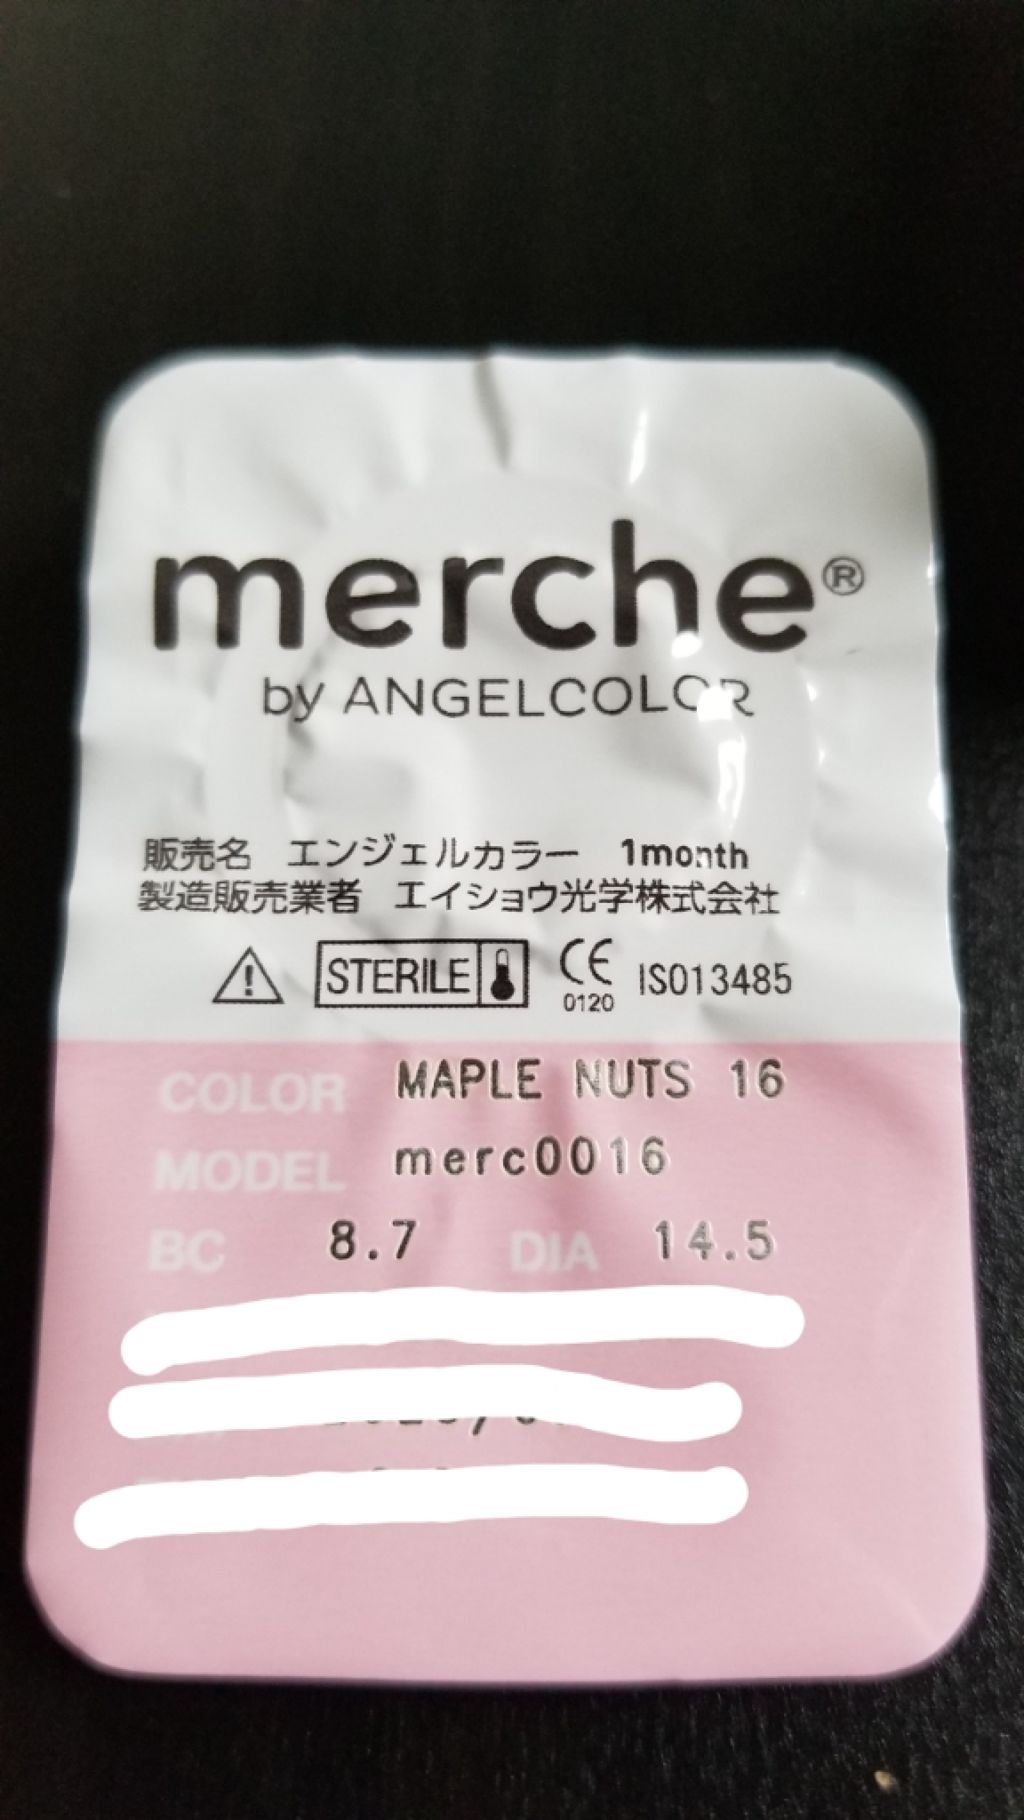 merche®
by ANGELCOLOR
販売名 エンジェルカラー 1month
製造販売業者 エイショウ光学株式会社
STERILE CE 0120 ISO13485
COLOR MAPLE NUTS 16
MODEL merc0016
BC 8.7 DIA 14.5